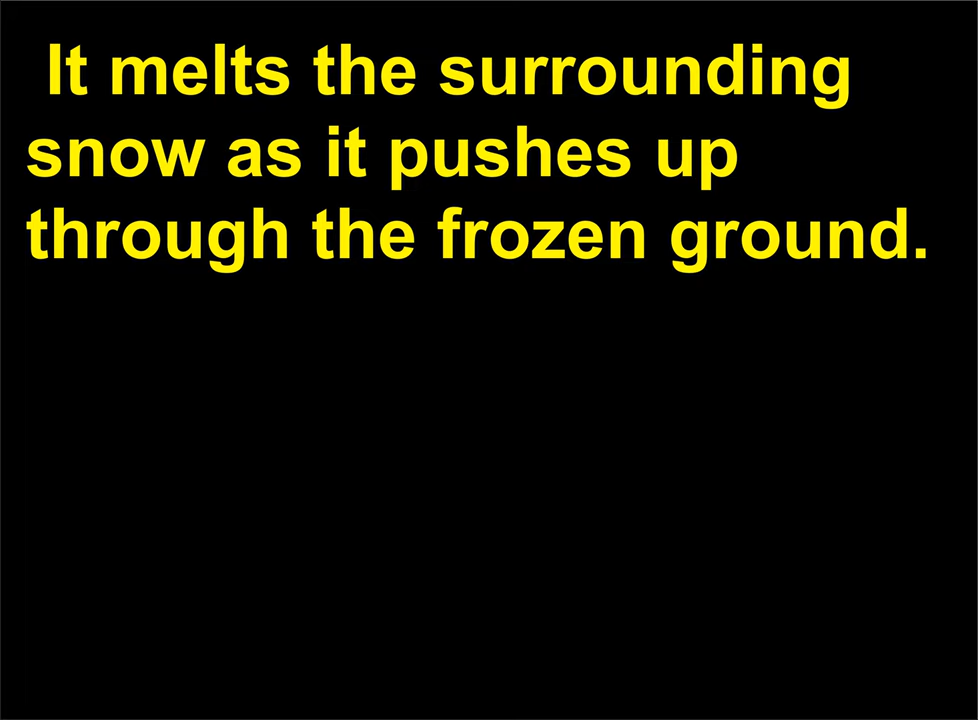 It melts the surrounding
snow as it pushes up
through the frozen ground.